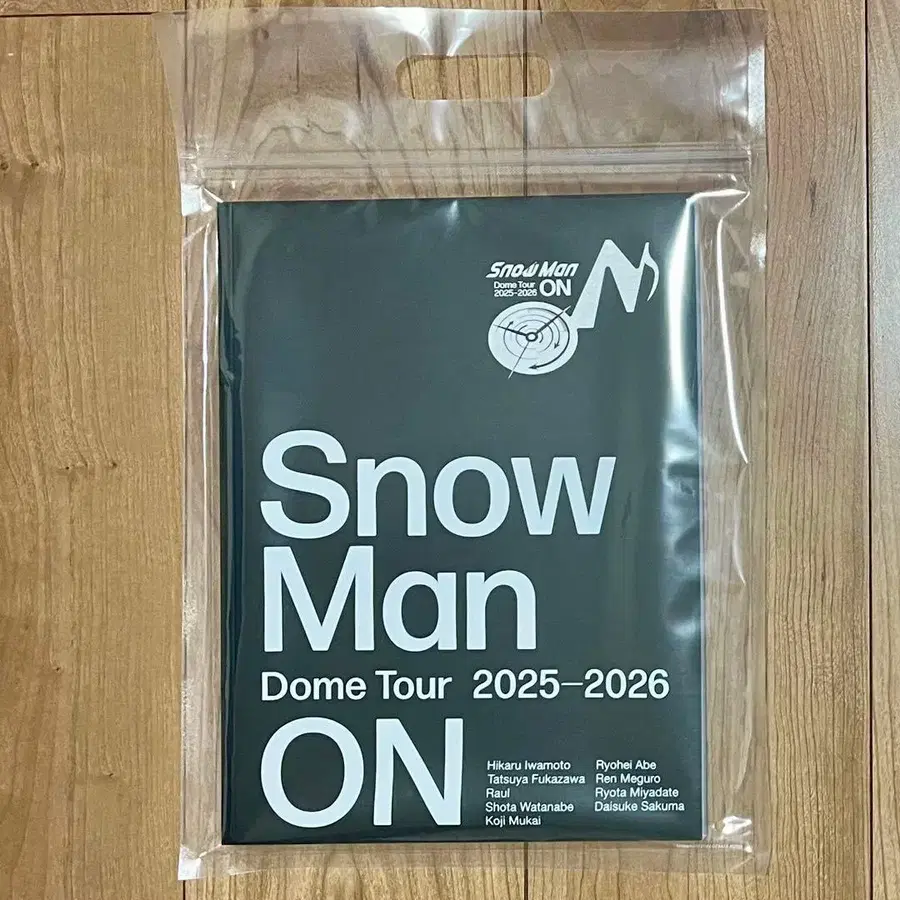 Snow Man
Dome Tour
2025-2026 ON
Snow
Man
Dome Tour 2025–2026
ON
Hikaru Iwamoto
Tatsuya Fukazawa
Raul
Shota Watanabe
Koji Mukai
Ryohei Abe
Ren Meguro
Ryota Miyadate
Daisuke Sakuma